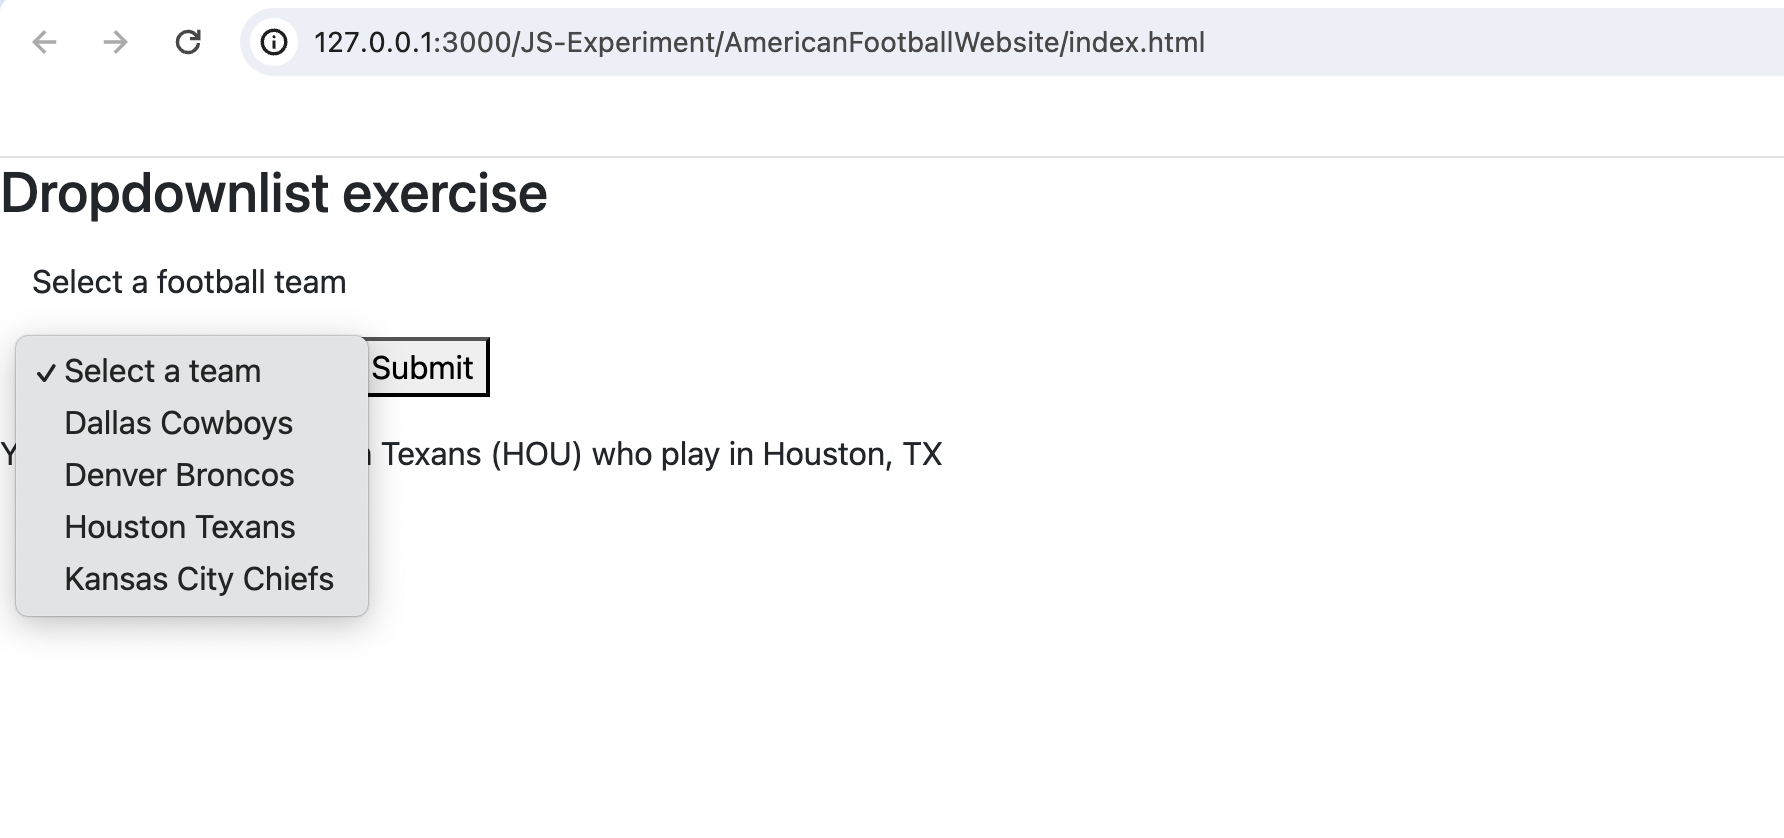 127.0.0.1:3000/JS-Experiment/AmericanFootballWebsite/index.html
Dropdownlist exercise
Select a football team
✓ Select a team
Submit
Dallas Cowboys
Texans (HOU) who play in Houston, TX
Denver Broncos
Houston Texans
Kansas City Chiefs